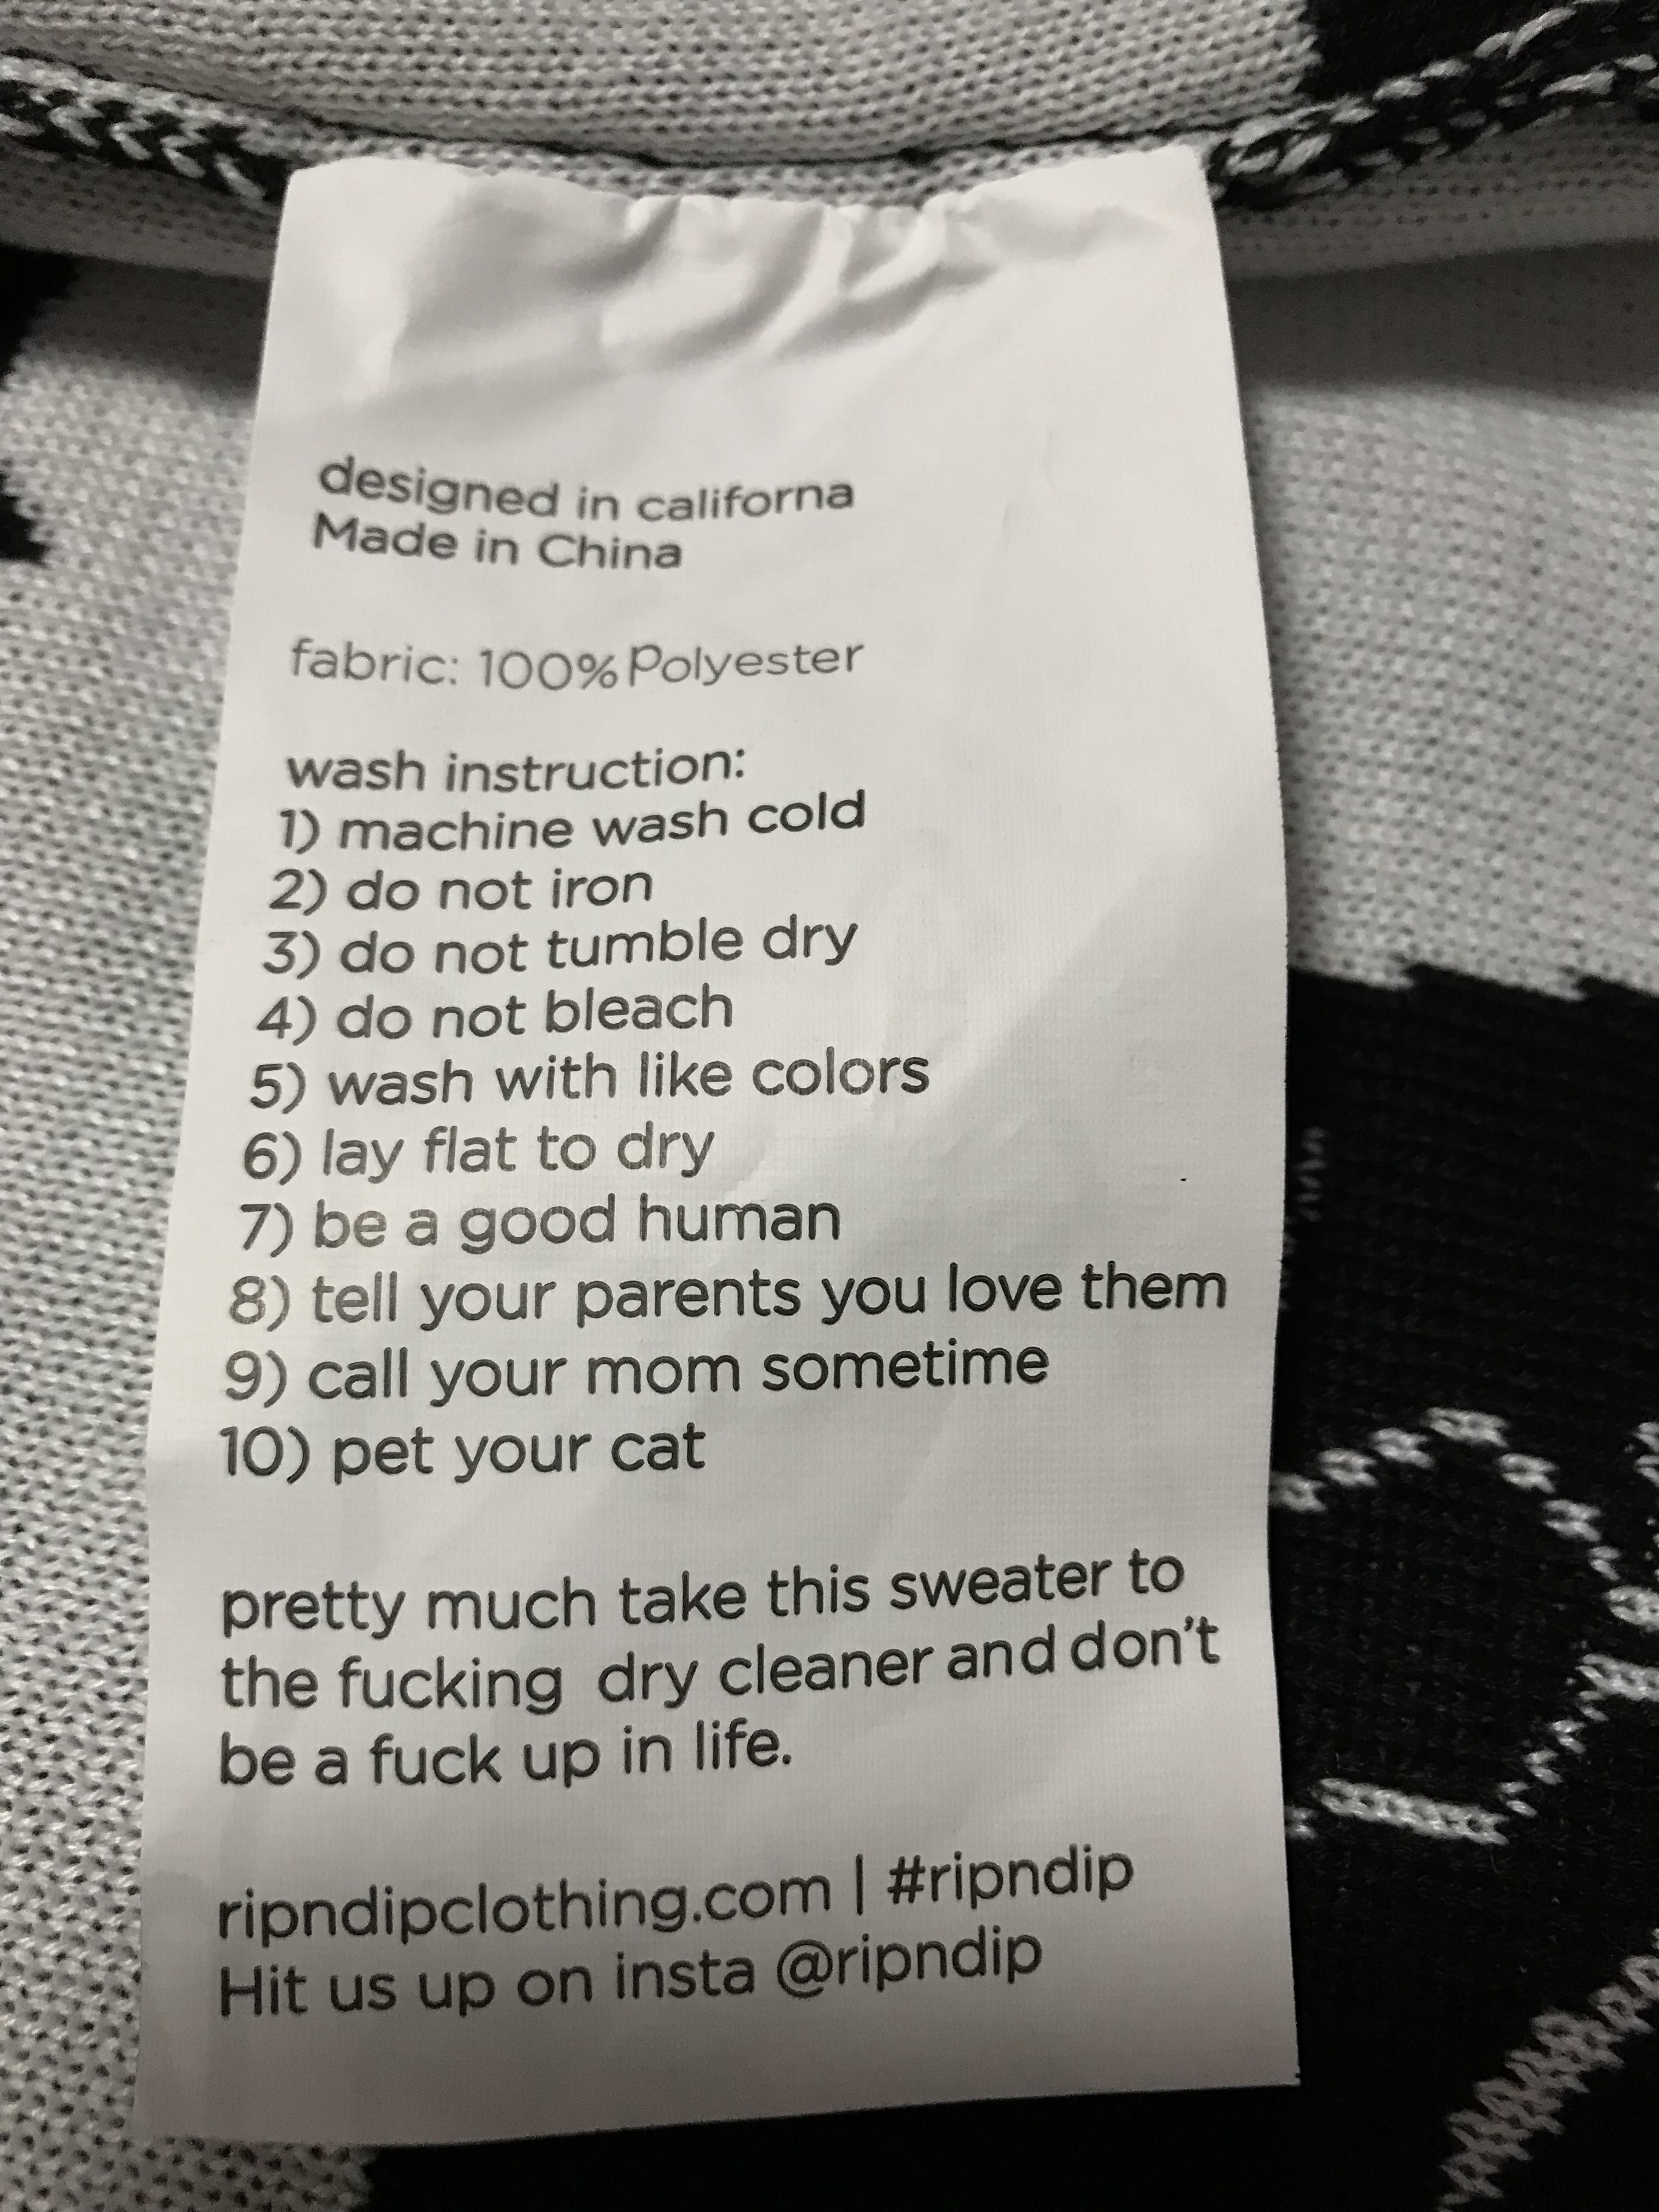 designed in californa
Made in China
fabric: 100% Polyester
wash instruction:
1) machine wash cold
2) do not iron
3) do not tumble dry
4) do not bleach
5) wash with like colors
6) lay flat to dry
7) be a good human
8) tell your parents you love them
9) call your mom sometime
10) pet your cat
pretty much take this sweater to
the fucking dry cleaner and don't
be a fuck up in life.
ripndipclothing.com | #ripndip
Hit us up on insta @ripndip